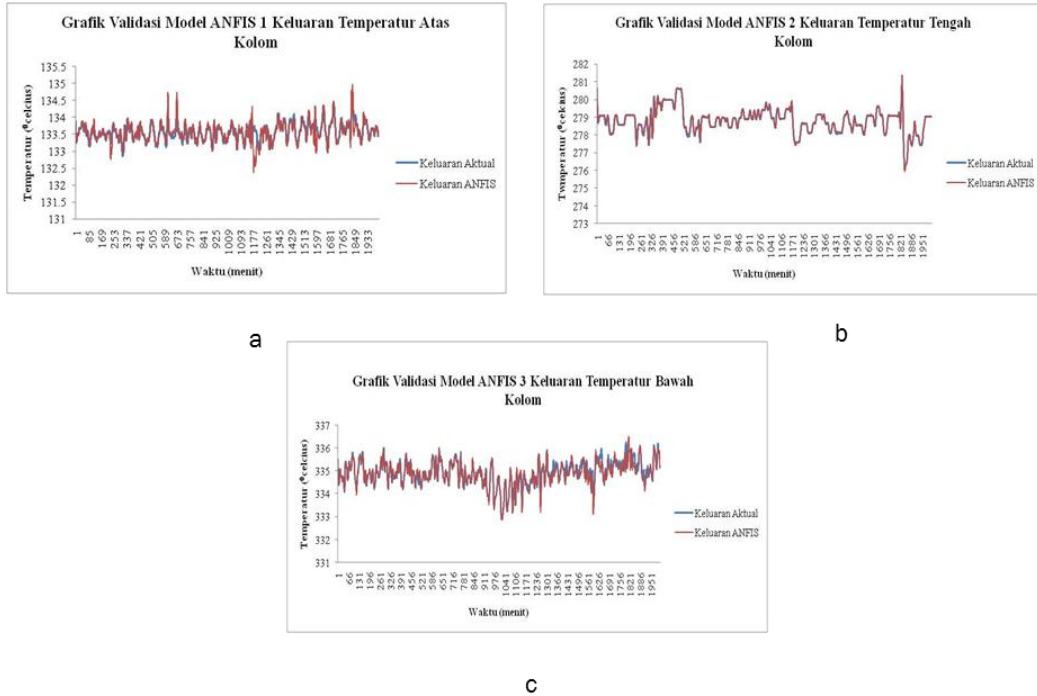 Grafik Validasi Model ANFIS 1 Keluaran Temperatur Atas
Kolom
Temperatur (⁰celcius)
135.5
135
134.5
134
133.5
133
132.5
132
131.5
131
1 85 169 253 337 421 505 589 673 757 841 925 1009 1093 1177 1261 1345 1429 1513 1597 1681 1765 1849 1933
Waktu (menit)
Keluaran Aktual
Keluaran ANFIS
a
Grafik Validasi Model ANFIS 2 Keluaran Temperatur Tengah
Kolom
Twmperatur (⁰celcius)
282
281
280
279
278
277
276
275
274
273
1 66 131 196 261 326 391 456 521 586 651 716 781 846 911 976 1041 1106 1171 1236 1301 1366 1431 1496 1561 1626 1691 1756 1821 1886 1951
Waktu (menit)
Keluaran Aktual
Keluaran ANFIS
b
Grafik Validasi Model ANFIS 3 Keluaran Temperatur Bawah
Kolom
Temperatur (⁰celcius)
337
336
335
334
333
332
331
1 66 131 196 261 326 391 456 521 586 651 716 781 846 911 976 1041 1106 1171 1236 1301 1366 1431 1496 1561 1626 1691 1756 1821 1886 1951
Waktu (menit)
Keluaran Aktual
Keluaran ANFIS
c